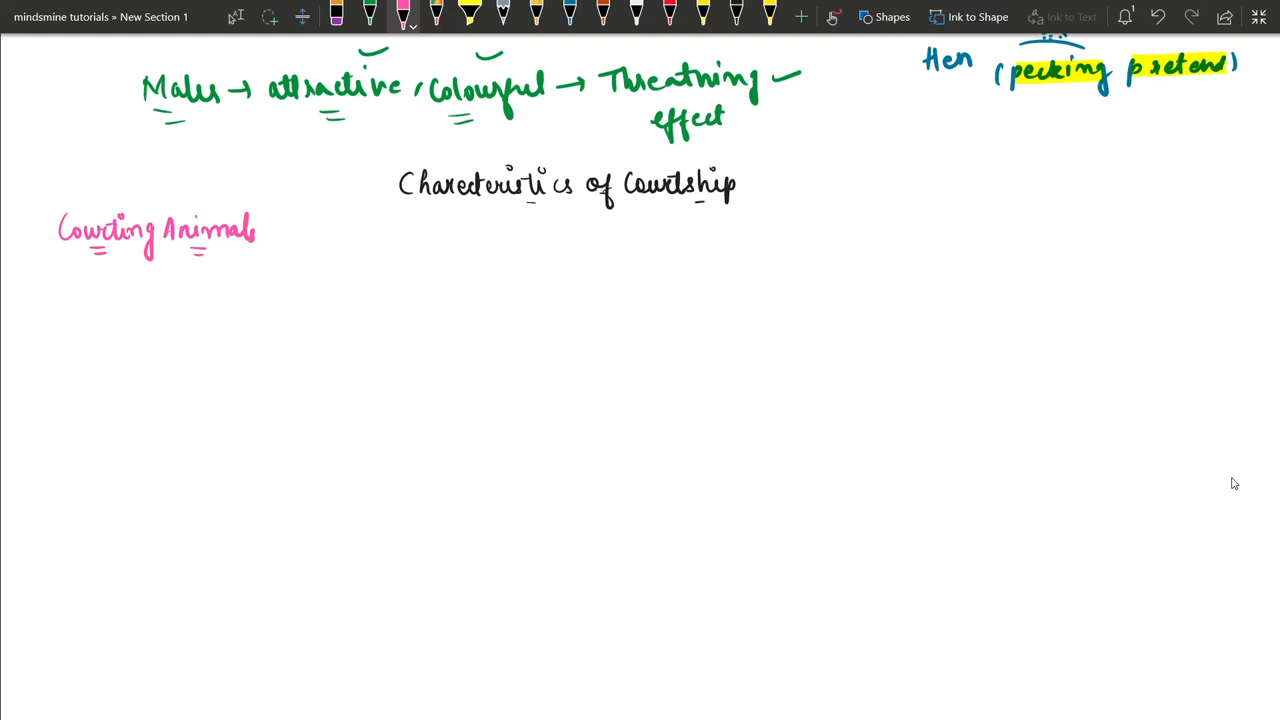 mindsmine tutorials » New Section 1
Shapes
Ink to Shape
Ink to Text
Hen (pecking pretend)
Males → attractive, Colourful → Threatning
effect
Charecteristics of Courtship
Courting Animals